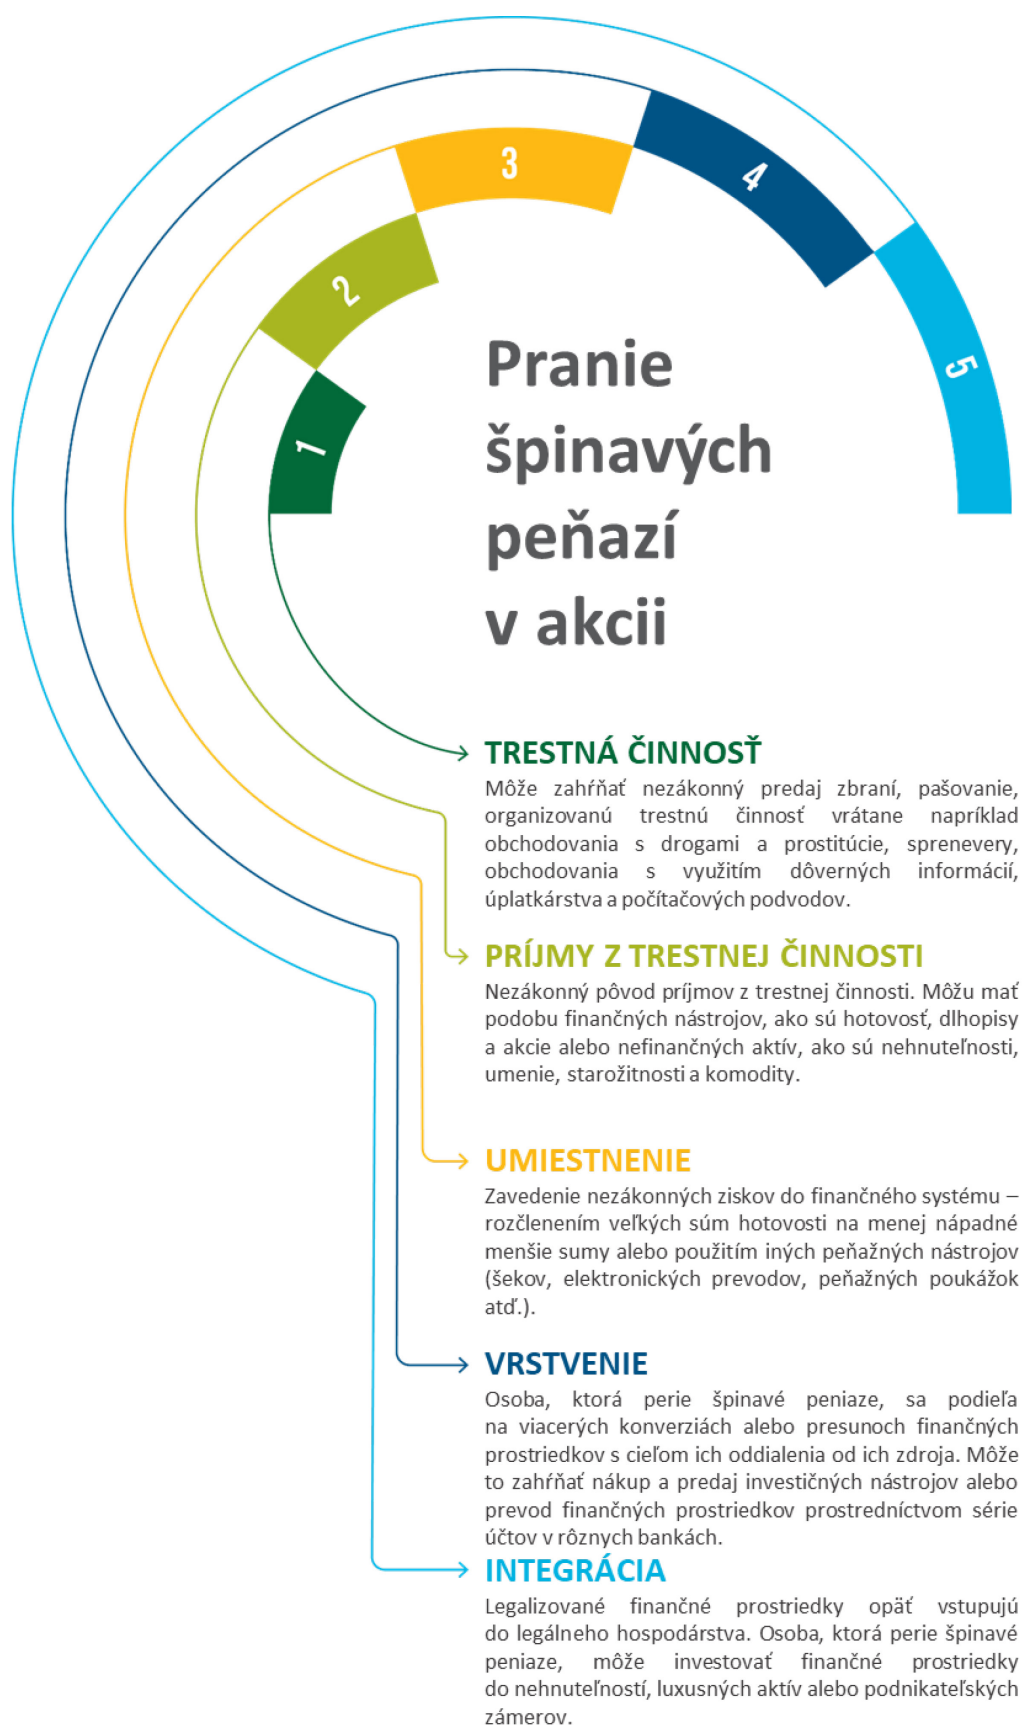 3
4
2
5
1
Pranie
špinavých
peňazí
v akcii
TRESTNÁ ČINNOSŤ
Môže zahŕňať nezákonný predaj zbraní, pašovanie,
organizovanú trestnú činnosť vrátane napríklad
obchodovania s drogami a prostitúcie, sprenevery,
obchodovania s využitím dôverných informácií,
úplatkárstva a počítačových podvodov.
PRÍJMY Z TRESTNEJ ČINNOSTI
Nezákonný pôvod príjmov z trestnej činnosti. Môžu mať
podobu finančných nástrojov, ako sú hotovosť, dlhopisy
a akcie alebo nefinančných aktív, ako sú nehnuteľnosti,
umenie, starožitnosti a komodity.
UMIESTNENIE
Zavedenie nezákonných ziskov do finančného systému –
rozčlenením veľkých súm hotovosti na menej nápadné
menšie sumy alebo použitím iných peňažných nástrojov
(šekov, elektronických prevodov, peňažných poukážok
atď.).
VRSTVENIE
Osoba, ktorá perie špinavé peniaze, sa podieľa
na viacerých konverziách alebo presunoch finančných
prostriedkov s cieľom ich oddialenia od ich zdroja. Môže
to zahŕňať nákup a predaj investičných nástrojov alebo
prevod finančných prostriedkov prostredníctvom série
účtov v rôznych bankách.
INTEGRÁCIA
Legalizované finančné prostriedky opäť vstupujú
do legálneho hospodárstva. Osoba, ktorá perie špinavé
peniaze, môže investovať finančné prostriedky
do nehnuteľností, luxusných aktív alebo podnikateľských
zámerov.